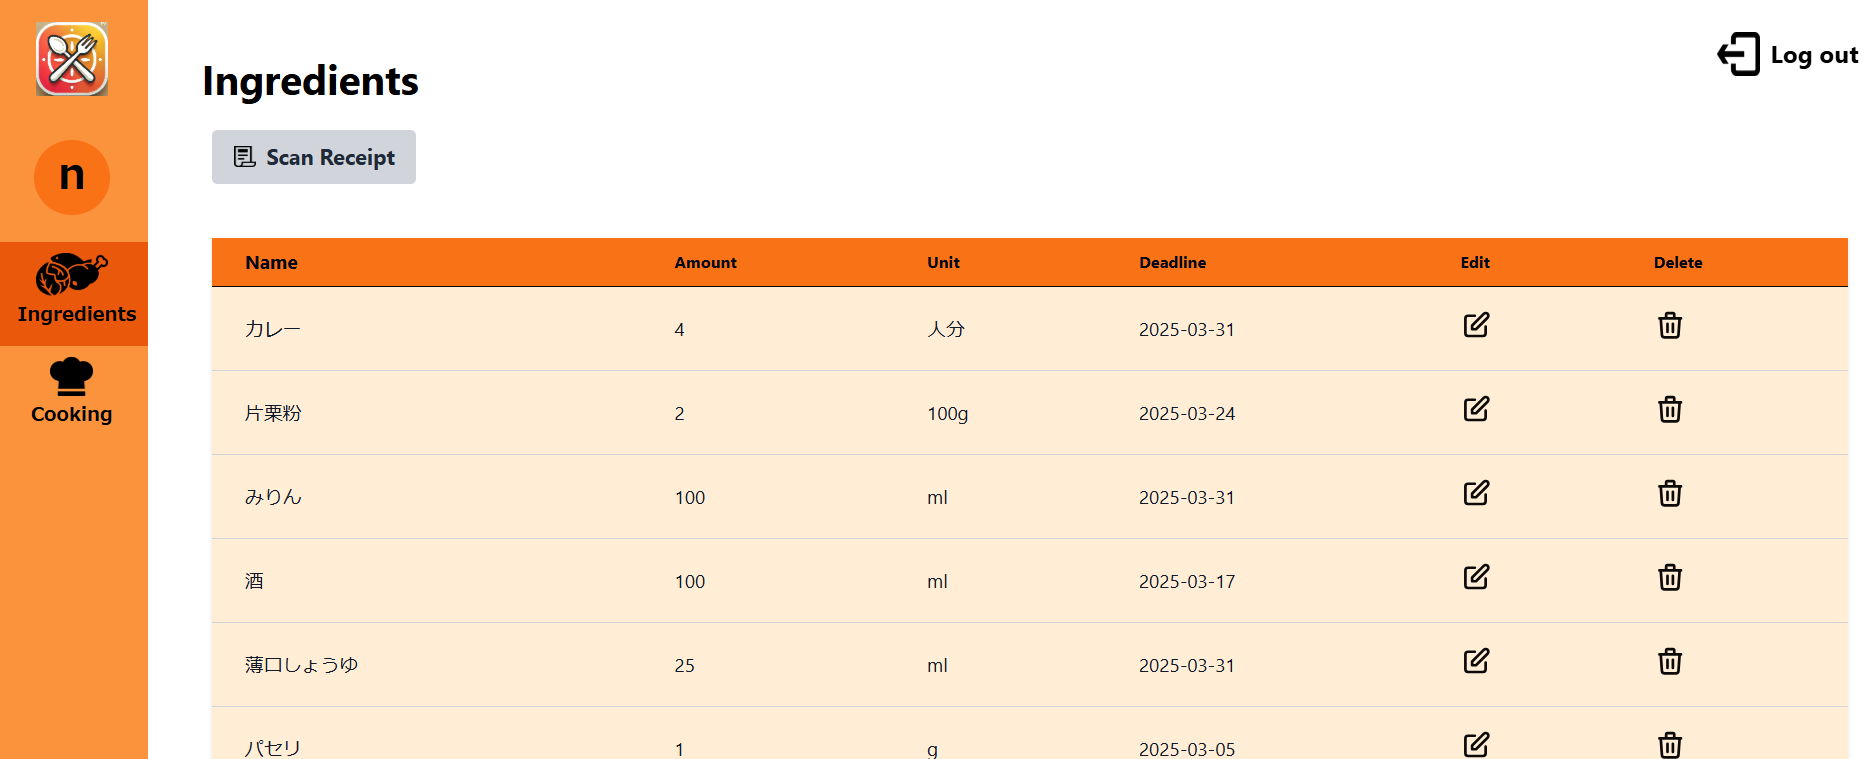 Log out
Ingredients
Scan Receipt
n
Ingredients
Cooking
Name Amount Unit Deadline Edit Delete
カレー 4 人分 2025-03-31
片栗粉 2 100g 2025-03-24
みりん 100 ml 2025-03-31
酒 100 ml 2025-03-17
薄口しょうゆ 25 ml 2025-03-31
パセリ 1 g 2025-03-05